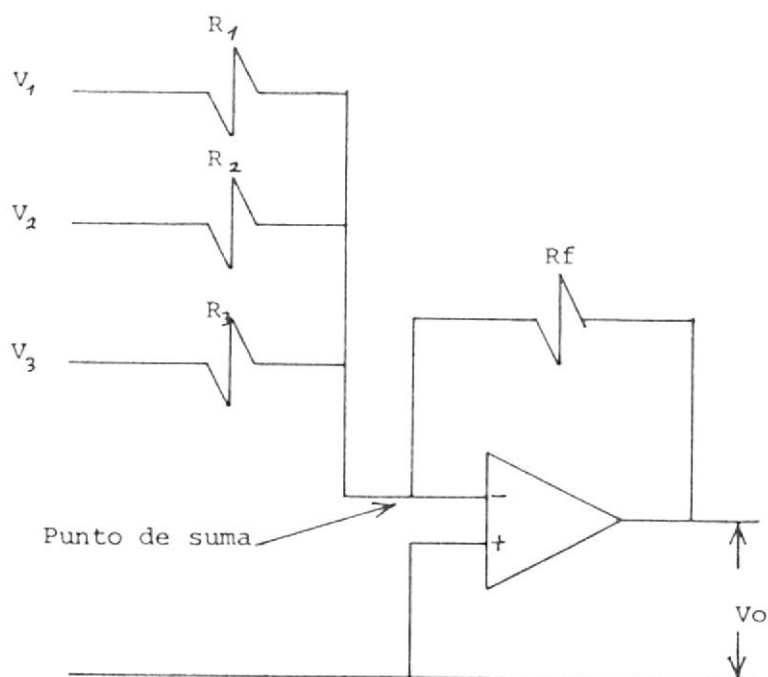 R1
V1
R2
V2
Rf
R3
V3
-
Punto de suma
+
Vo